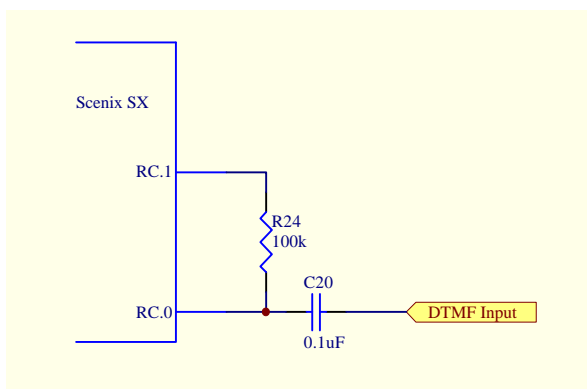 Scenix SX
RC.1
R24
100k
C20
RC.0
DTMF Input
0.1uF